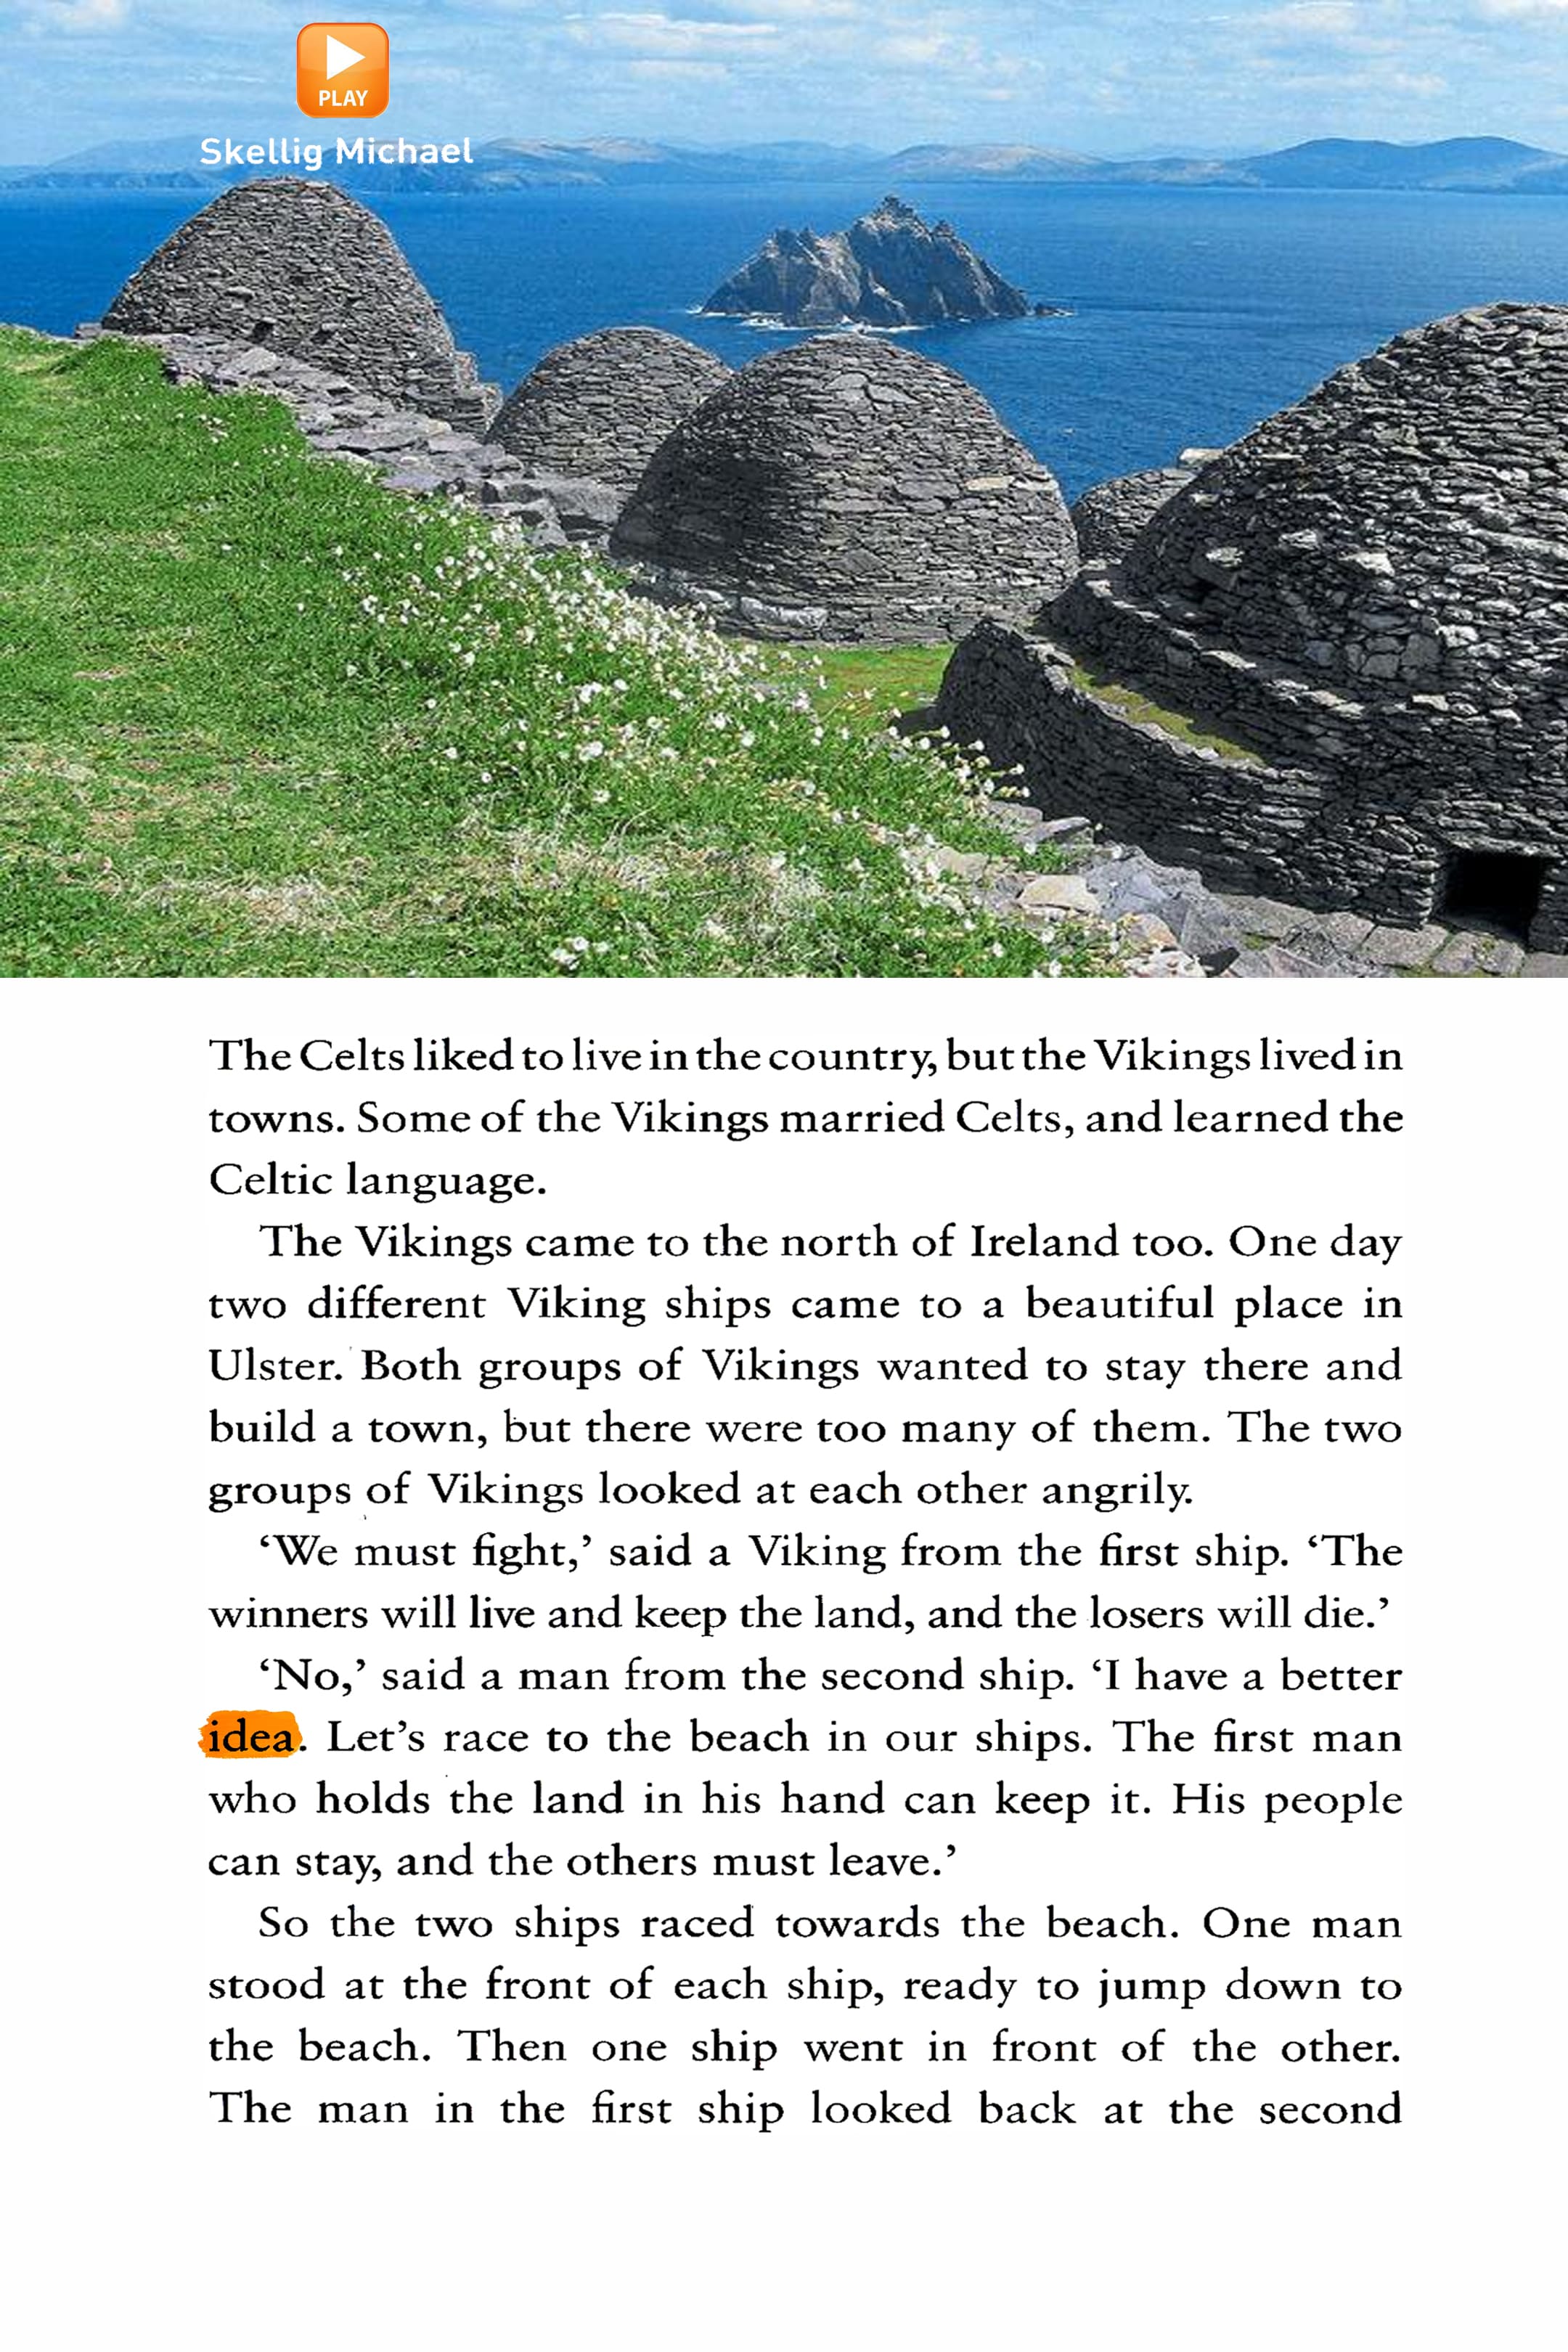 PLAY
Skellig Michael
The Celts liked to live in the country, but the Vikings lived in
towns. Some of the Vikings married Celts, and learned the
Celtic language.
The Vikings came to the north of Ireland too. One day
two different Viking ships came to a beautiful place in
Ulster. Both groups of Vikings wanted to stay there and
build a town, but there were too many of them. The two
groups of Vikings looked at each other angrily.
‘We must fight,’ said a Viking from the first ship. ‘The
winners will live and keep the land, and the losers will die.’
‘No,’ said a man from the second ship. ‘I have a better
idea. Let’s race to the beach in our ships. The first man
who holds the land in his hand can keep it. His people
can stay, and the others must leave.’
So the two ships raced towards the beach. One man
stood at the front of each ship, ready to jump down to
the beach. Then one ship went in front of the other.
The man in the first ship looked back at the second